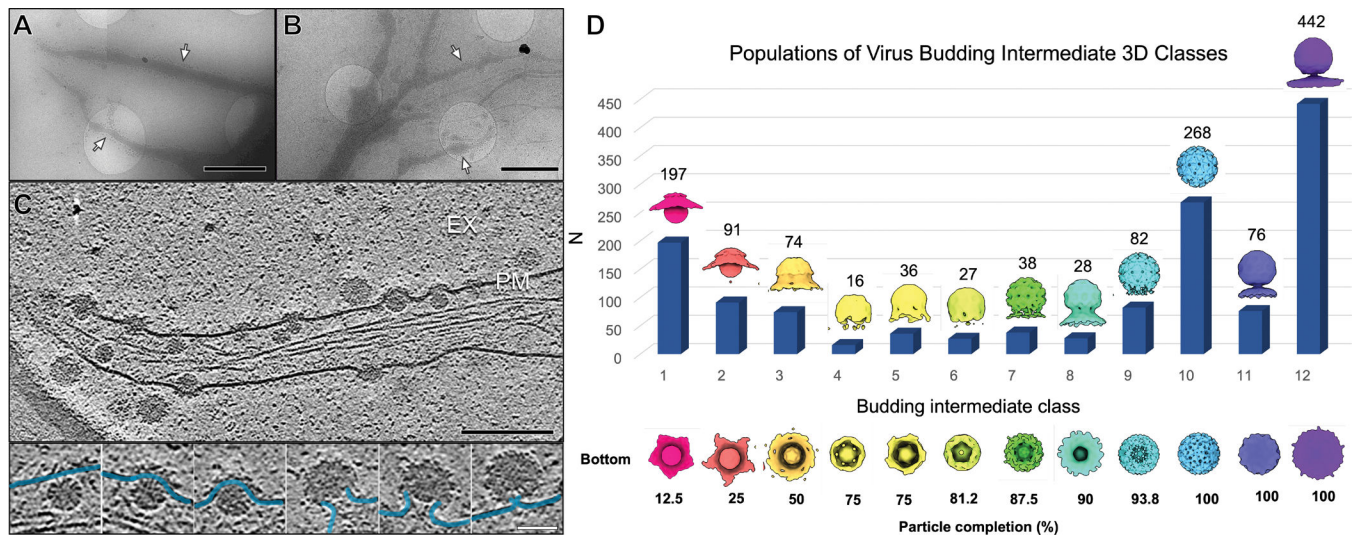 A
B
C
EX
PM
D
Populations of Virus Budding Intermediate 3D Classes
N
450
400
350
300
250
200
150
100
50
0
197
91
74
16
36
27
38
28
82
268
76
442
1 2 3 4 5 6 7 8 9 10 11 12
Budding intermediate class
Bottom
12.5 25 50 75 75 81.2 87.5 90 93.8 100 100 100
Particle completion (%)